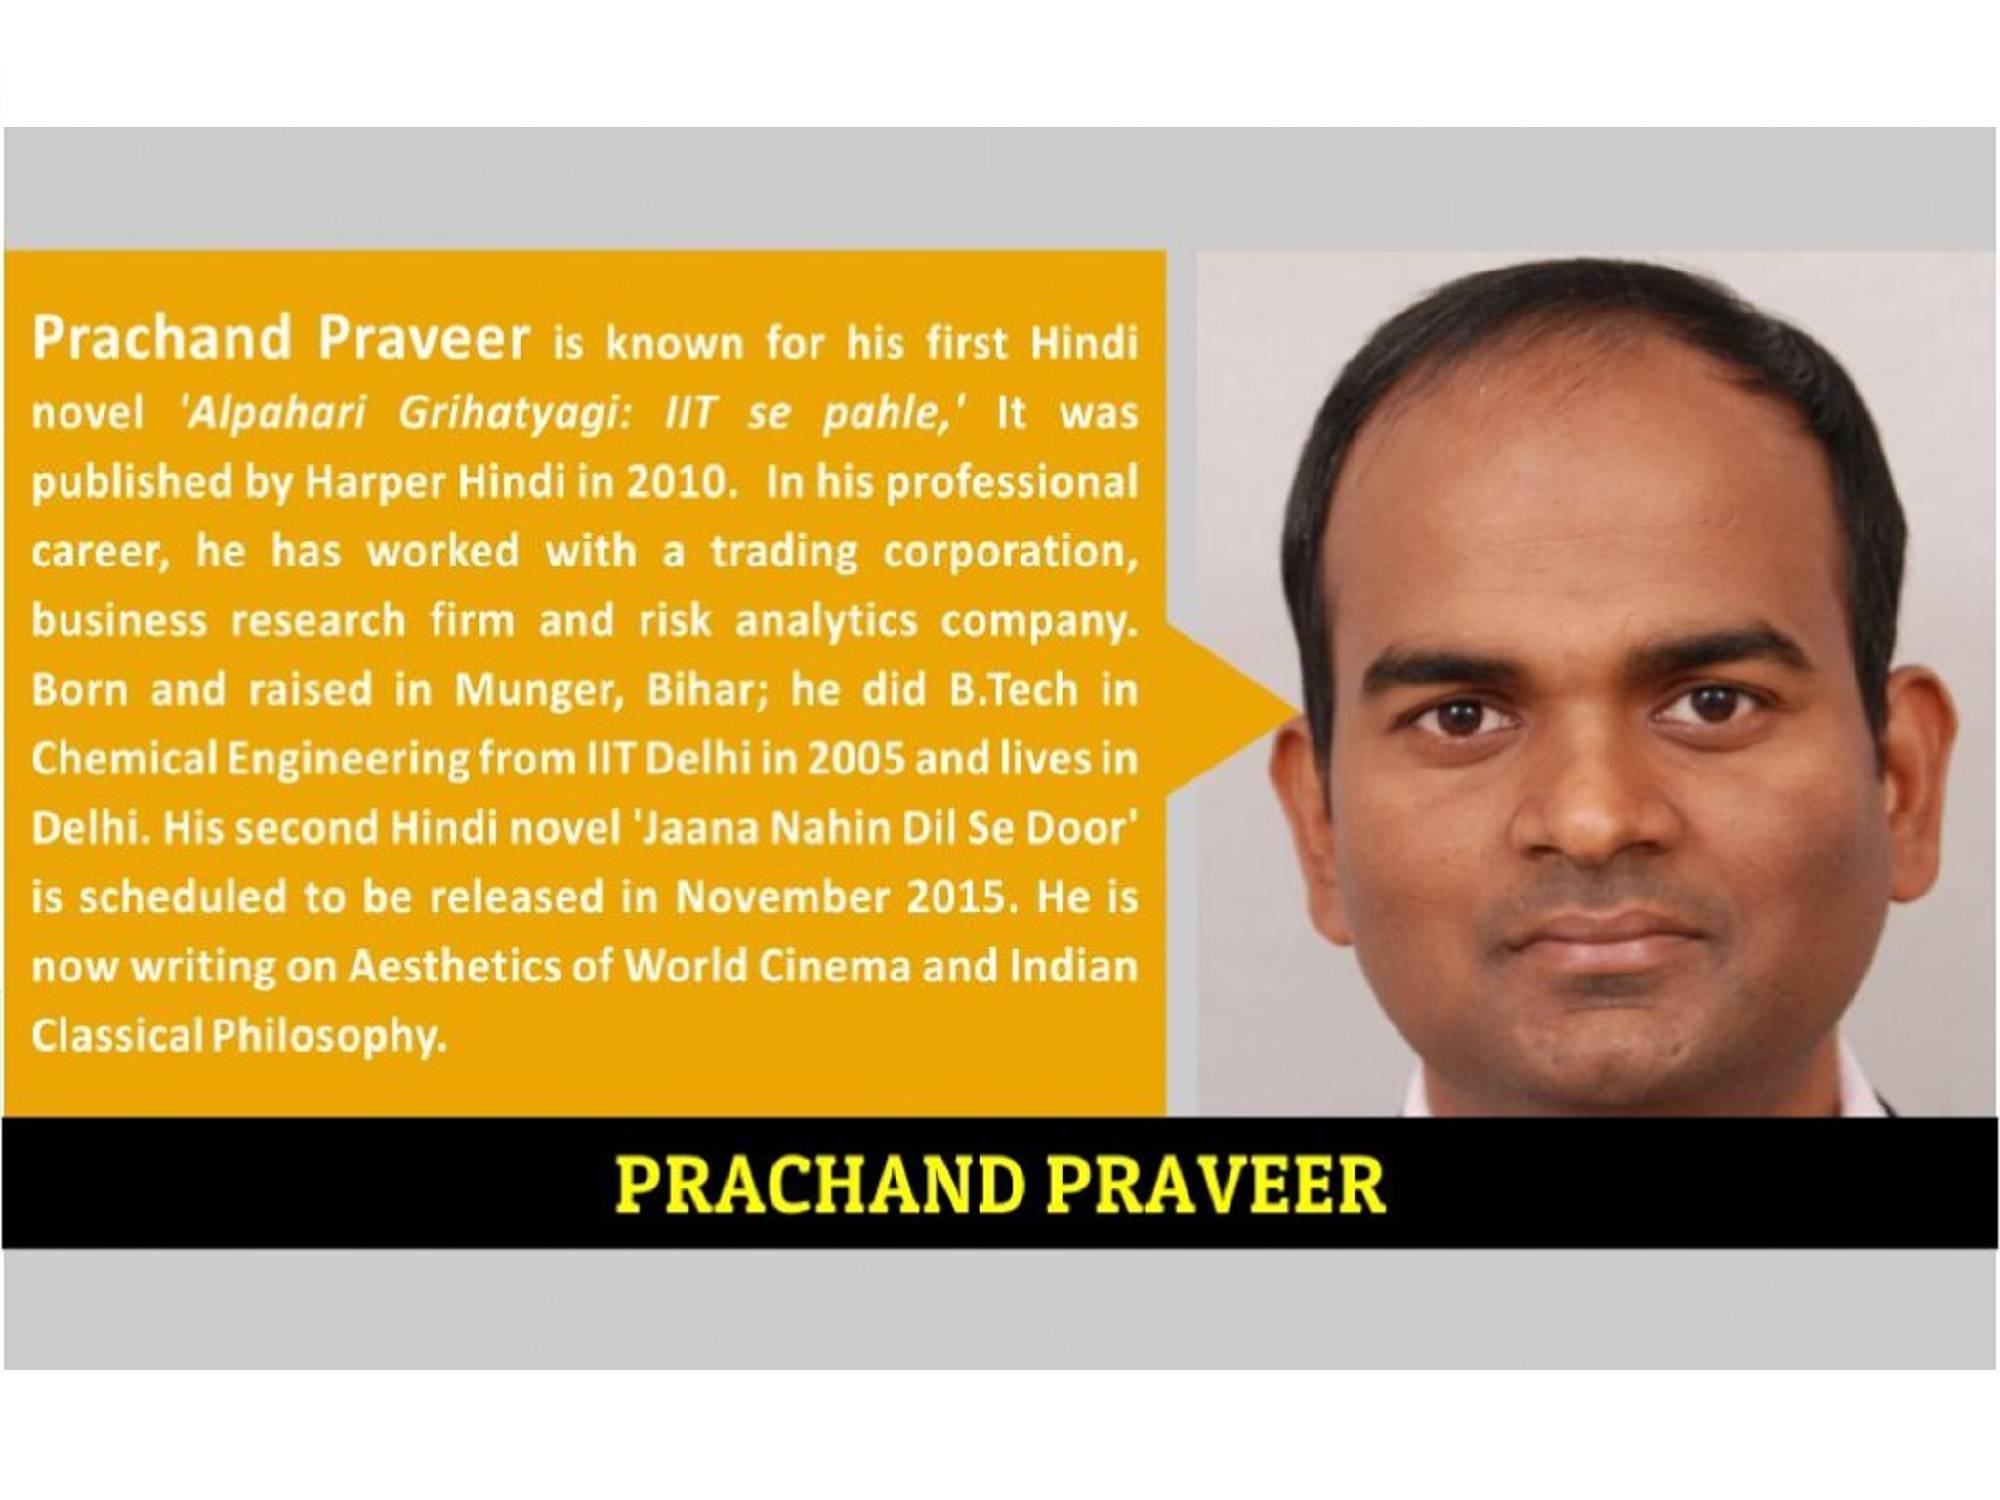 Prachand Praveer is known for his first Hindi
novel 'Alpahari Grihatyagi: IIT se pahle,' It was
published by Harper Hindi in 2010. In his professional
career, he has worked with a trading corporation,
business research firm and risk analytics company.
Born and raised in Munger, Bihar; he did B.Tech in
Chemical Engineering from IIT Delhi in 2005 and lives in
Delhi. His second Hindi novel 'Jaana Nahin Dil Se Door'
is scheduled to be released in November 2015. He is
now writing on Aesthetics of World Cinema and Indian
Classical Philosophy.
PRACHAND PRAVEER